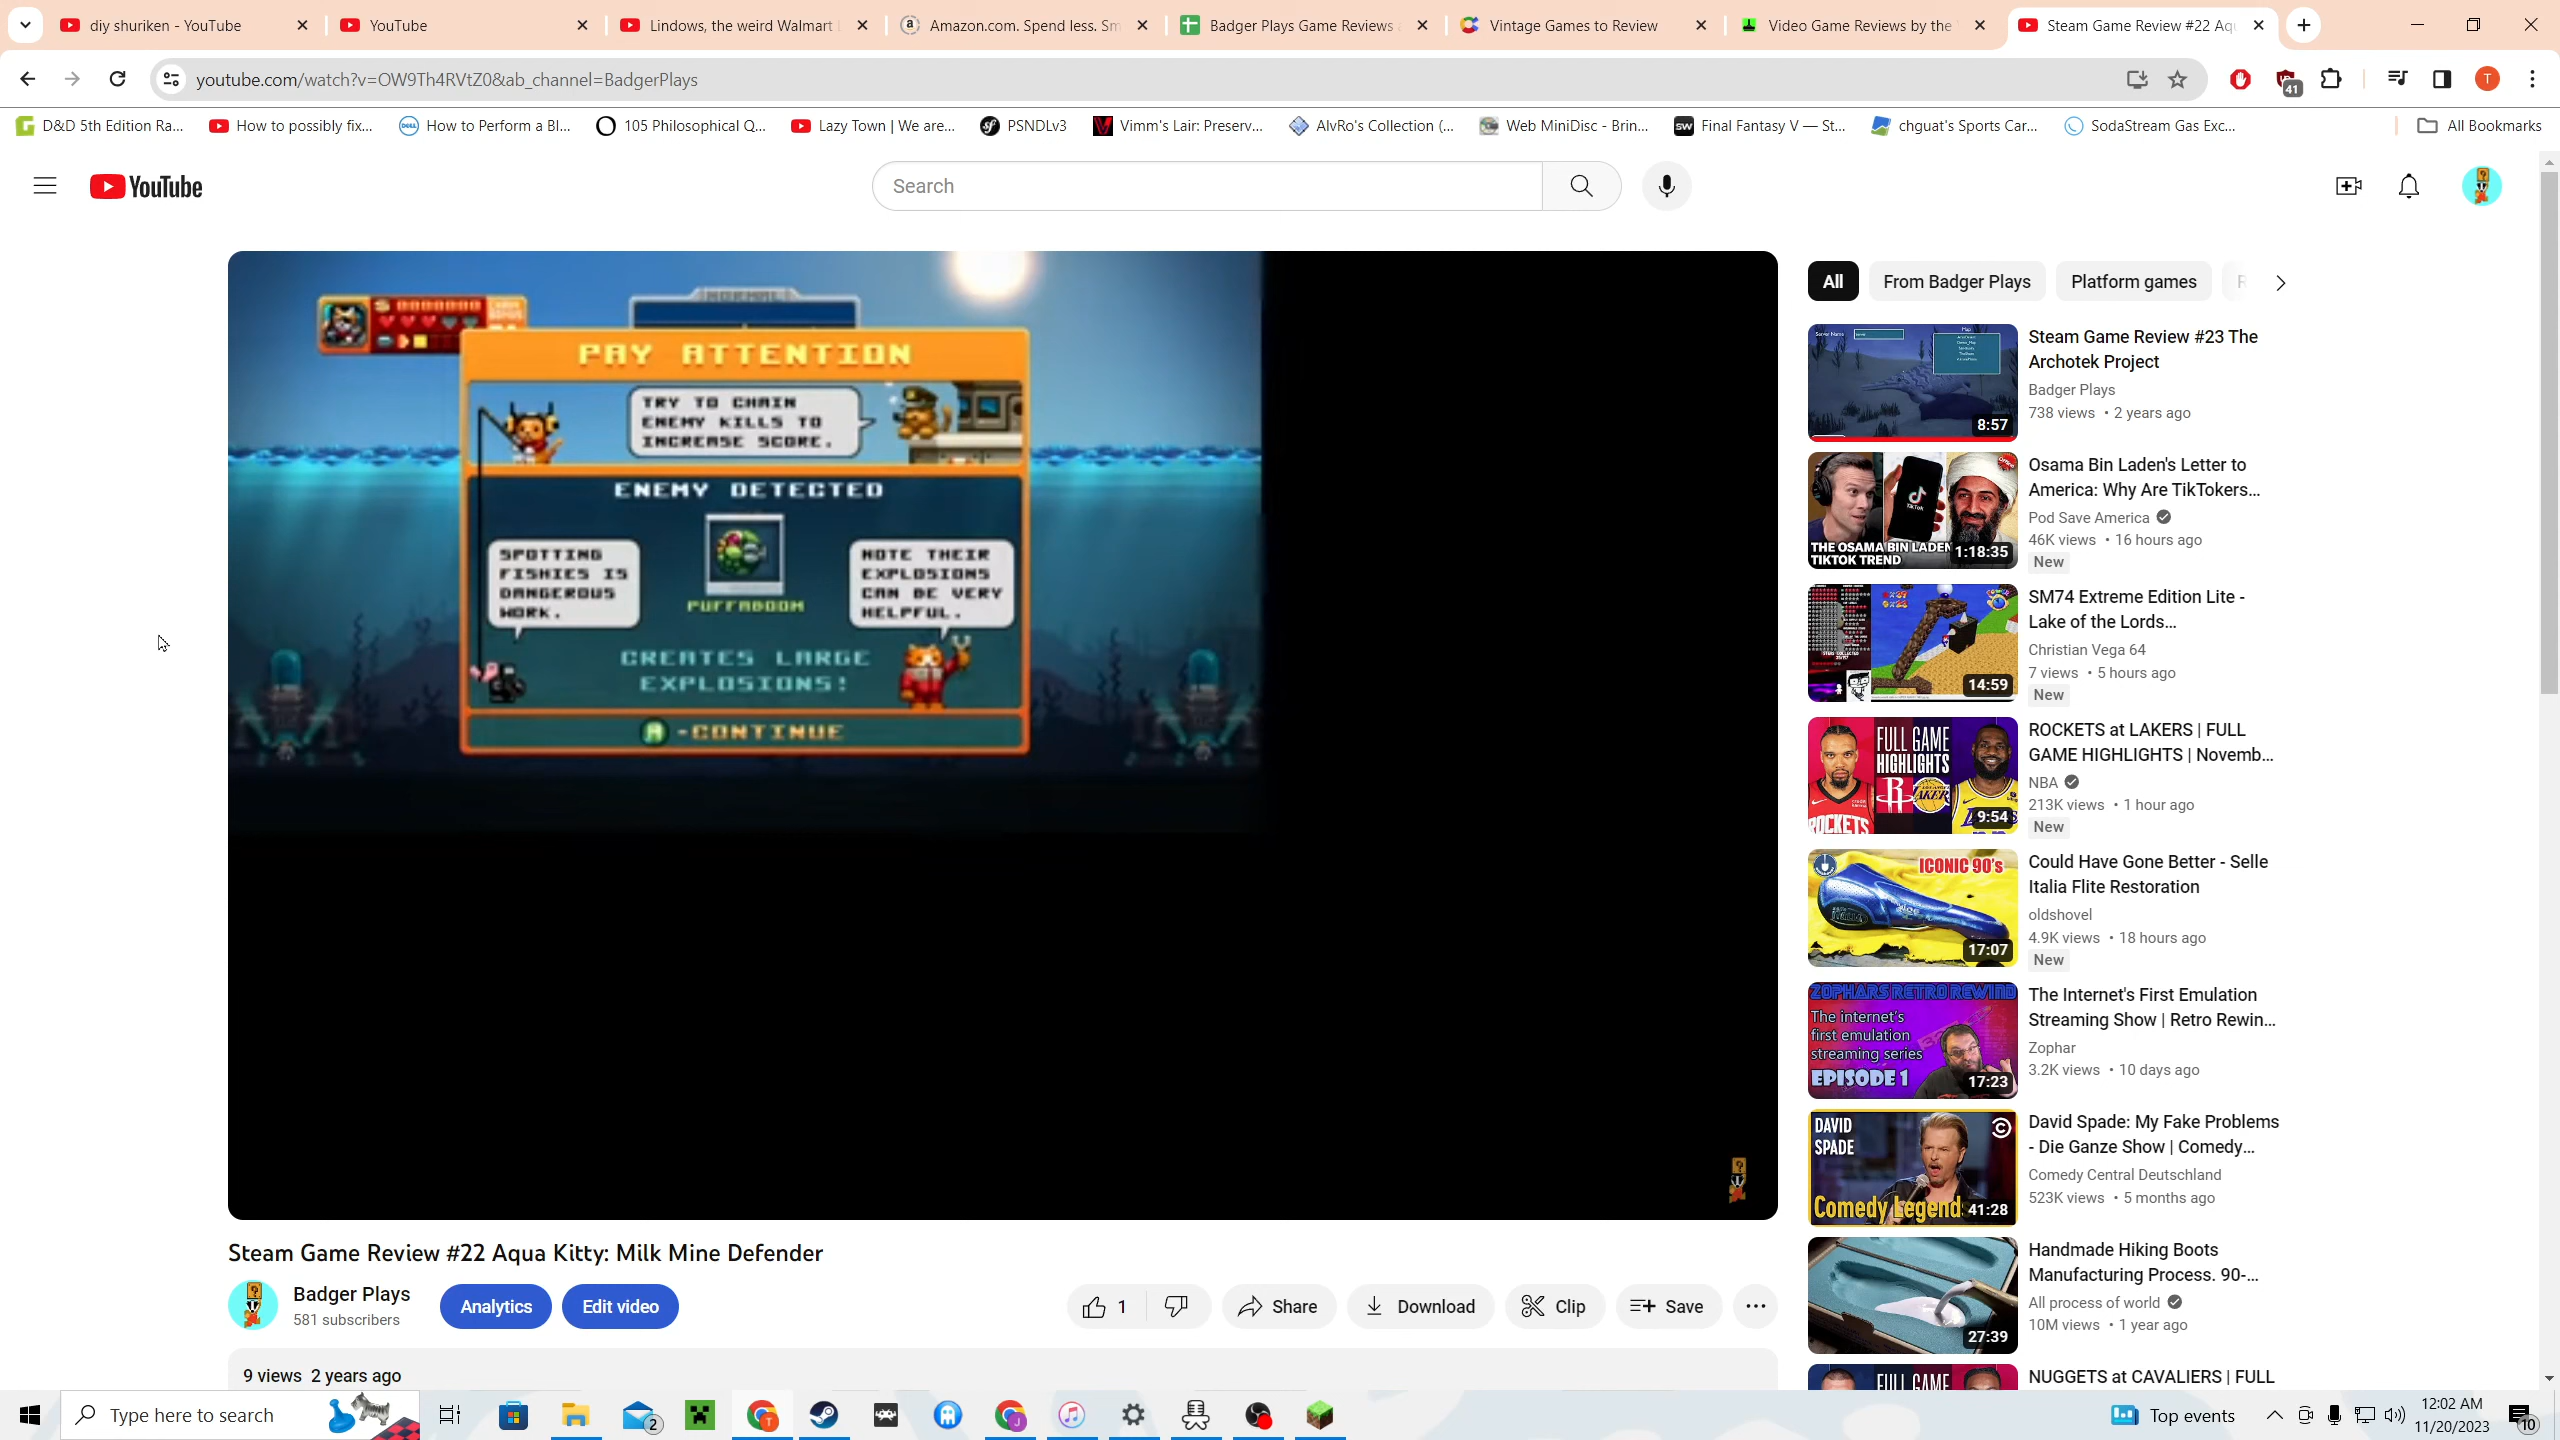 diy shuriken - YouTube
YouTube
Lindows, the weird Walmart
Amazon.com. Spend less. Sm
Badger Plays Game Reviews
Vintage Games to Review
Video Game Reviews by the
Steam Game Review #22 Aq
youtube.com/watch?v=OW9Th4RVtZ0&ab_channel=BadgerPlays
41
T
D&D 5th Edition Ra...
How to possibly fix...
How to Perform a Bl...
105 Philosophical Q...
Lazy Town | We are...
PSNDLv3
Vimm's Lair: Preserv...
AlvRo's Collection (...
Web MiniDisc - Brin...
Final Fantasy V — St...
chguat's Sports Car...
SodaStream Gas Exc...
All Bookmarks
YouTube
Search
NORMAL
PAY ATTENTION
TRY TO CHAIN
ENEMY KILLS TO
INCREASE SCORE.
ENEMY DETECTED
SPOTTING
FISHIES IS
DANGEROUS
WORK.
PUFFABOOM
NOTE THEIR
EXPLOSIONS
CAN BE VERY
HELPFUL.
CREATES LARGE
EXPLOSIONS!
A -CONTINUE
Steam Game Review #22 Aqua Kitty: Milk Mine Defender
Badger Plays
581 subscribers
Analytics
Edit video
1
Share
Download
Clip
Save
9 views 2 years ago
All
From Badger Plays
Platform games
Steam Game Review #23 The
Archotek Project
Badger Plays
738 views • 2 years ago
8:57
Osama Bin Laden's Letter to
America: Why Are TikTokers...
Pod Save America
46K views • 16 hours ago
New
TikTok
THE OSAMA BIN LADEN
TIKTOK TREND
1:18:35
SM74 Extreme Edition Lite -
Lake of the Lords...
Christian Vega 64
7 views • 5 hours ago
New
14:59
ROCKETS at LAKERS | FULL
GAME HIGHLIGHTS | Novemb...
NBA
213K views • 1 hour ago
New
FULL GAME
HIGHLIGHTS
ROCKETS
9:54
Could Have Gone Better - Selle
Italia Flite Restoration
oldshovel
4.9K views • 18 hours ago
New
ICONIC 90's
17:07
The Internet's First Emulation
Streaming Show | Retro Rewin...
Zophar
3.2K views • 10 days ago
ZOPHARS RETRO REWIND
The internet's
first emulation
streaming series
EPISODE 1
17:23
David Spade: My Fake Problems
- Die Ganze Show | Comedy...
Comedy Central Deutschland
523K views • 5 months ago
DAVID
SPADE
Comedy Legend
41:28
Handmade Hiking Boots
Manufacturing Process. 90-...
All process of world
10M views • 1 year ago
27:39
NUGGETS at CAVALIERS | FULL
FULL GAME
Type here to search
2
Top events
12:02 AM
11/20/2023
10